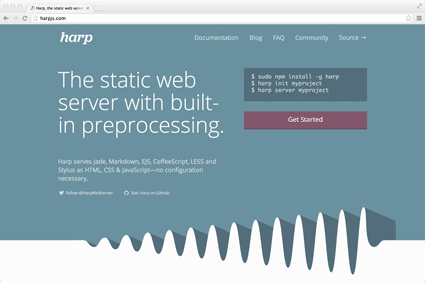 Harp, the static web serve
harpjs.com
harp
Documentation Blog FAQ Community Source →
The static web
server with built-
in preprocessing.
$ sudo npm install -g harp
$ harp init myproject
$ harp server myproject
Get Started
Harp serves Jade, Markdown, EJS, CoffeeScript, LESS and
Stylus as HTML, CSS & JavaScript—no configuration
necessary.
Follow @HarpWebServer Star Harp on GitHub